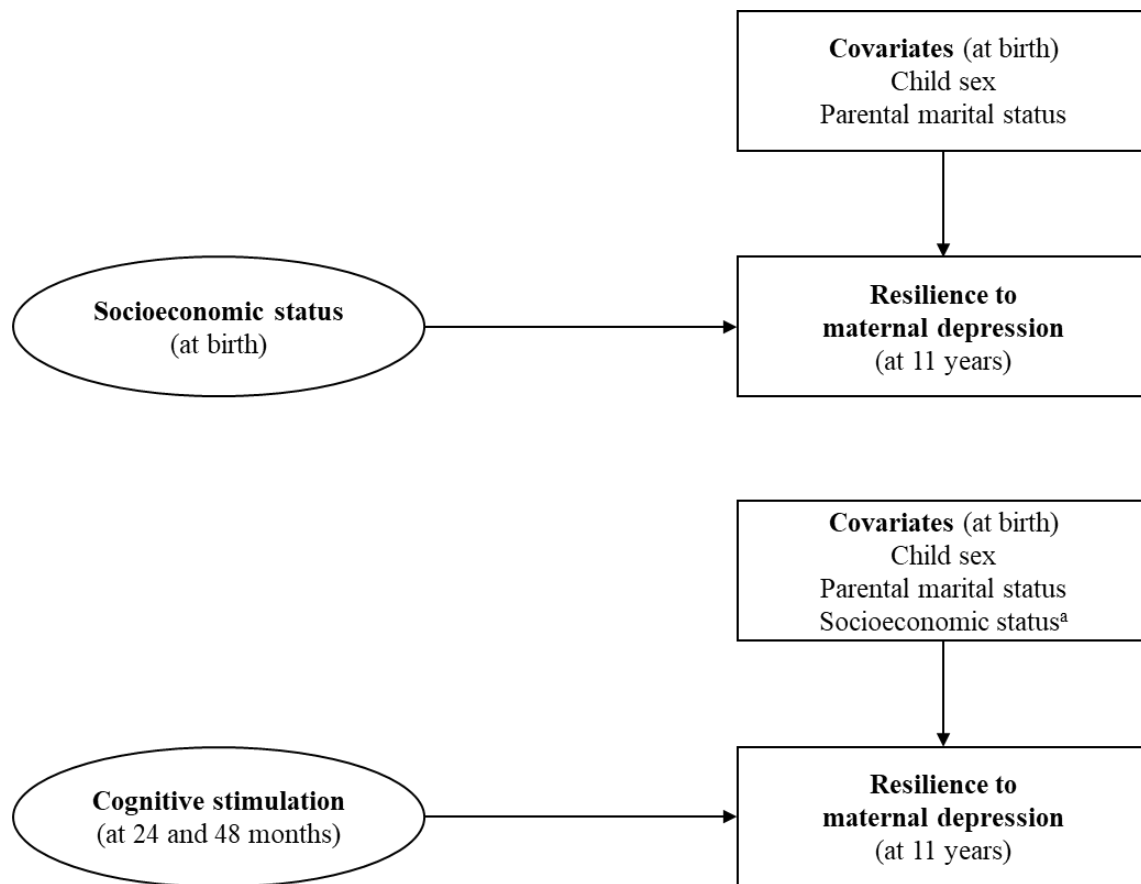 Covariates (at birth)
Child sex
Parental marital status
Socioeconomic status
(at birth)
Resilience to
maternal depression
(at 11 years)
Covariates (at birth)
Child sex
Parental marital status
Socioeconomic statusᵃ
Cognitive stimulation
(at 24 and 48 months)
Resilience to
maternal depression
(at 11 years)